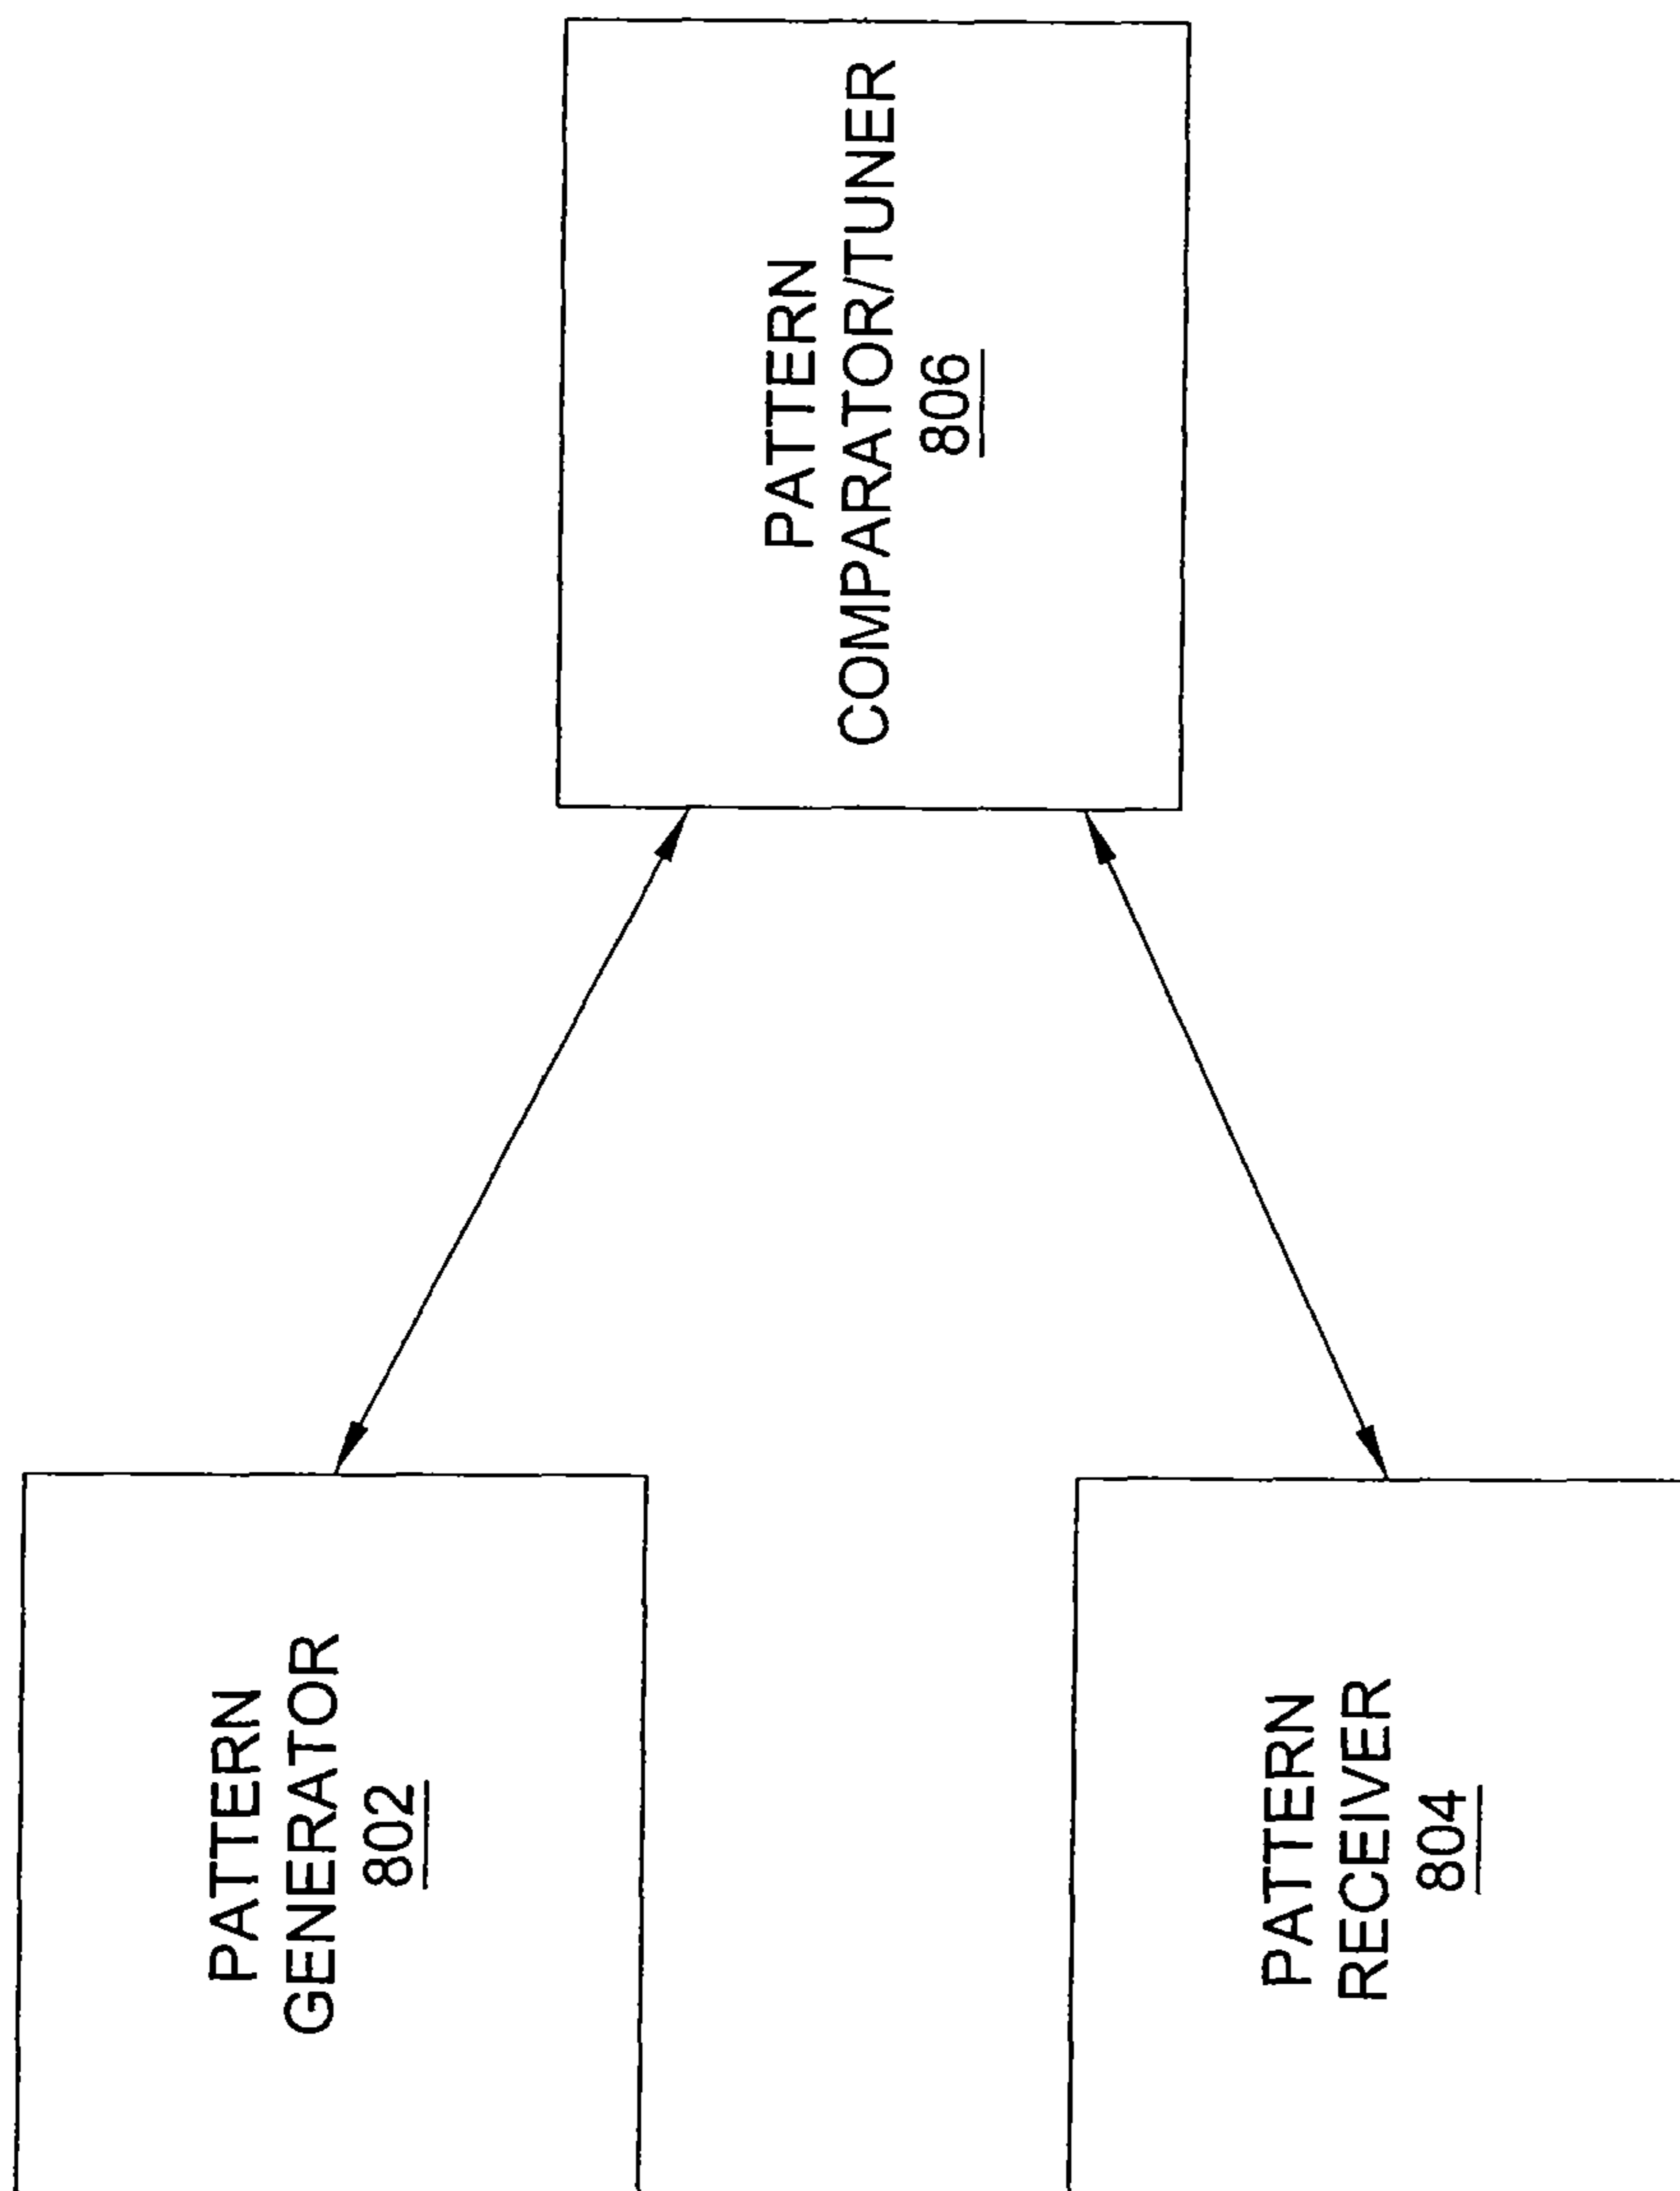 PATTERN
GENERATOR
802
PATTERN
RECEIVER
804
PATTERN
COMPARATOR/TUNER
806